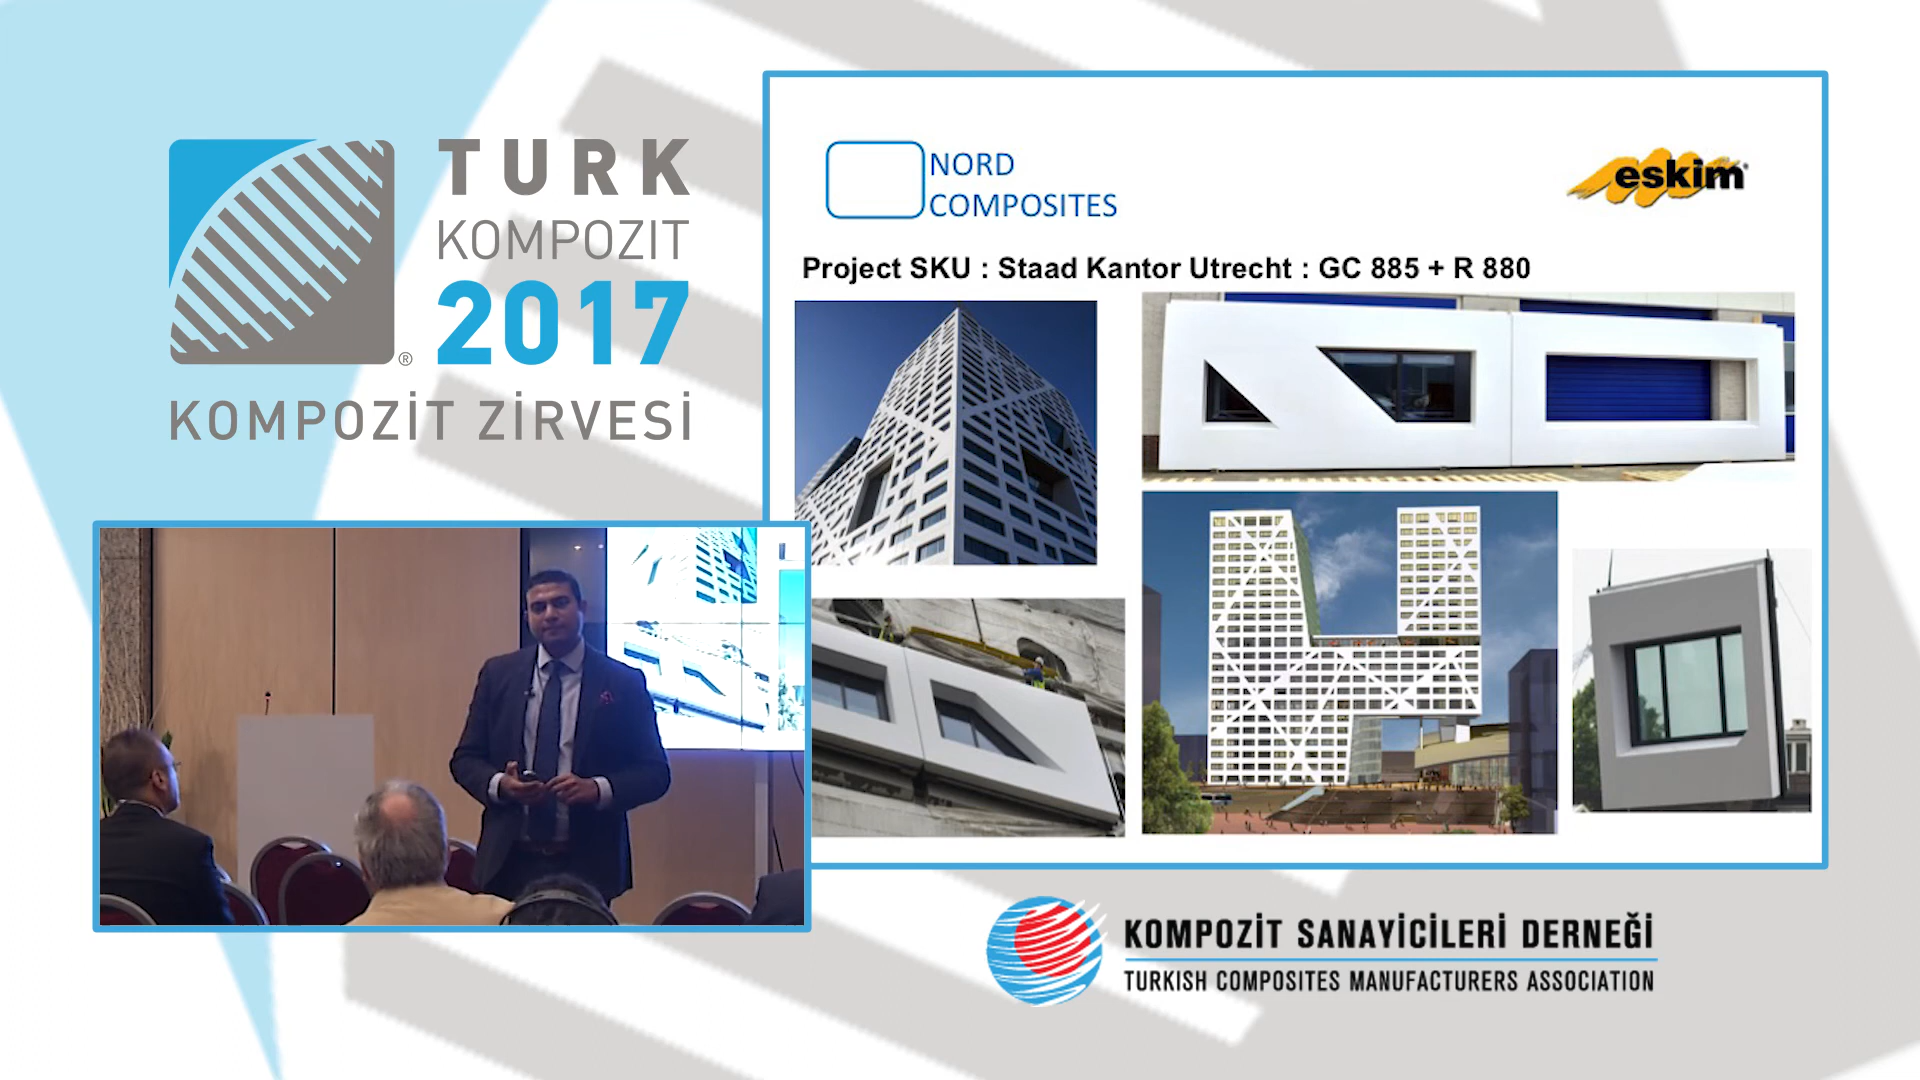 TURK
KOMPOZIT
2017
®
KOMPOZİT ZİRVESİ
NORD
COMPOSITES
eskim
Project SKU : Staad Kantor Utrecht : GC 885 + R 880
KOMPOZİT SANAYİCİLERİ DERNEĞİ
TURKISH COMPOSITES MANUFACTURERS ASSOCIATION